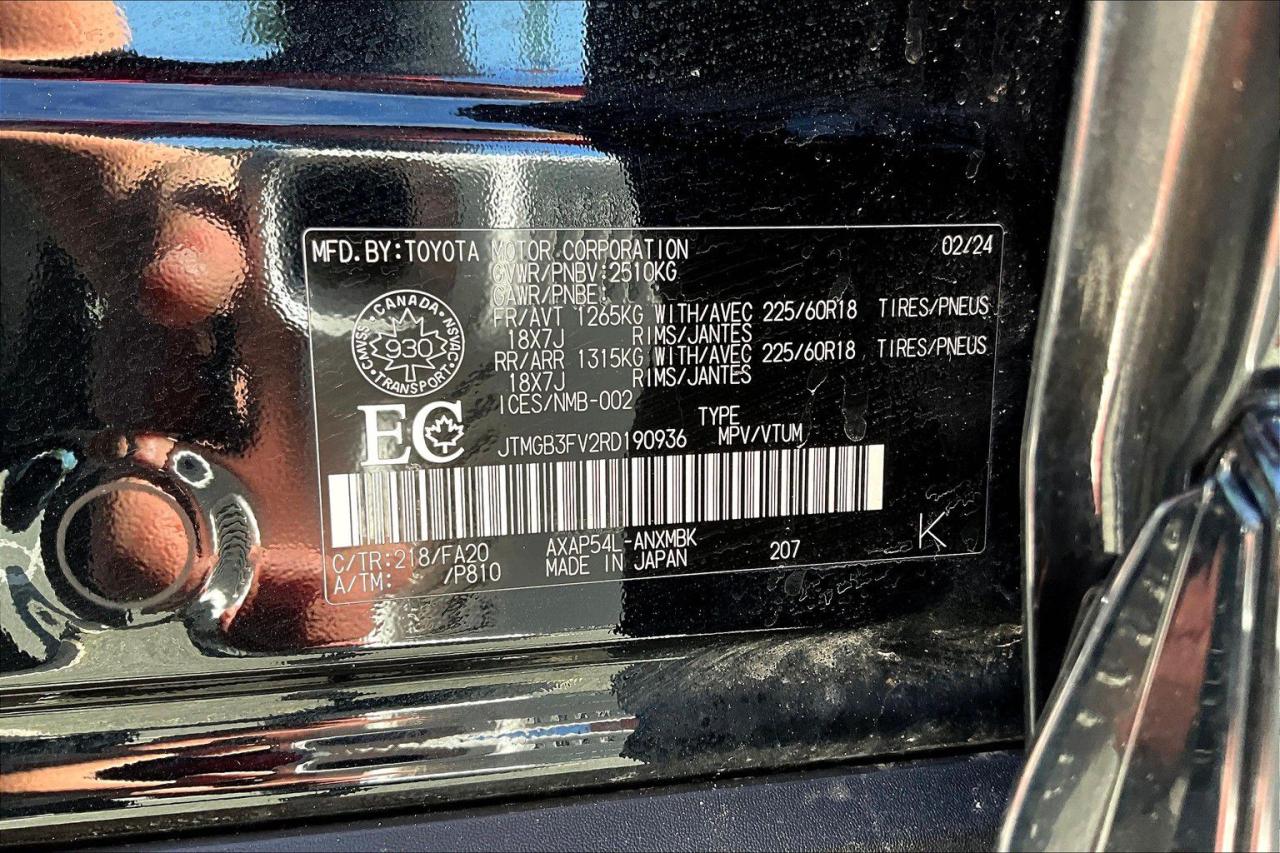 MFD.BY:TOYOTA MOTOR CORPORATION 02/24
GVWR/PNBV:2510KG
GAWR/PNBE:
FR/AVT 1265KG WITH/AVEC 225/60R18 TIRES/PNEUS
18X7J RIMS/JANTES
RR/ARR 1315KG WITH/AVEC 225/60R18 TIRES/PNEUS
18X7J RIMS/JANTES
ICES/NMB-002
CANADA
CMVSS 930 NSVAC
TRANSPORT
EC
TYPE
JTMGB3FV2RD190936 MPV/VTUM
C/TR:218/FA20 AXAP54L-ANXMBK 207 K
A/TM: /P810 MADE IN JAPAN